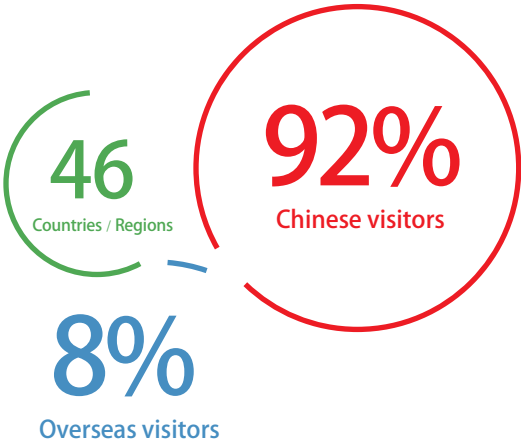 46
Countries / Regions
92%
Chinese visitors
8%
Overseas visitors